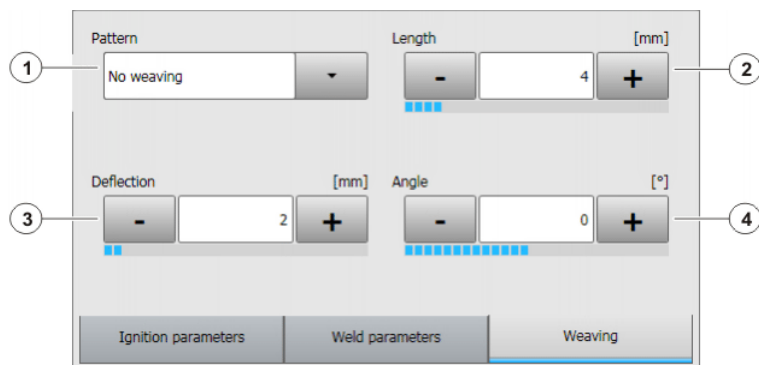 Pattern
Length [mm]
1
No weaving
- 4 +
2
Deflection [mm]
Angle [°]
3
- 2 +
- 0 +
4
Ignition parameters
Weld parameters
Weaving